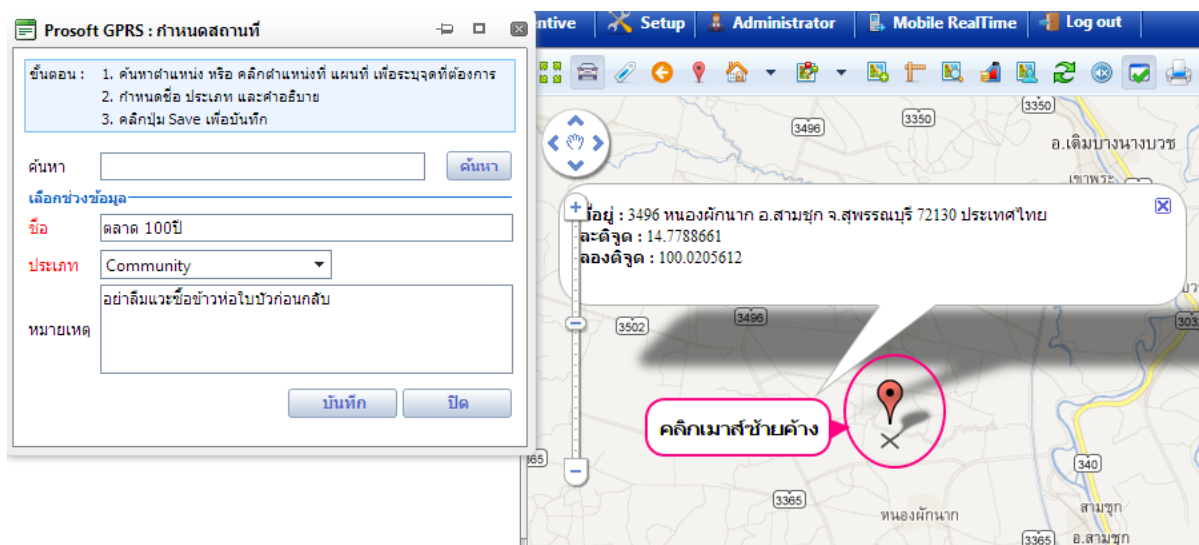 Prosoft GPRS : กำหนดสถานที่
ขั้นตอน : 1. ค้นหาตำแหน่ง หรือ คลิกตำแหน่งที่ แผนที่ เพื่อระบุจุดที่ต้องการ
2. กำหนดชื่อ ประเภท และคำอธิบาย
3. คลิกปุ่ม Save เพื่อบันทึก
ค้นหา
ค้นหา
เลือกช่วงข้อมูล
ชื่อ ตลาด 100ปี
ประเภท Community
หมายเหตุ อย่าลืมแวะซื้อข้าวห่อใบบัวก่อนกลับ
บันทึก ปิด
ntive Setup Administrator Mobile RealTime Log out
3350
3496
3350
อ.เดิมบางนางบวช
เขาพระ
ที่อยู่ : 3496 หนองผักนาก อ.สามชุก จ.สุพรรณบุรี 72130 ประเทศไทย
ละติจูด : 14.7788661
ลองติจูด : 100.0205612
3502
3496
303
คลิกเมาส์ซ้ายค้าง
365
340
3365
หนองผักนาก
สามชุก
3365
อ.สามชุก